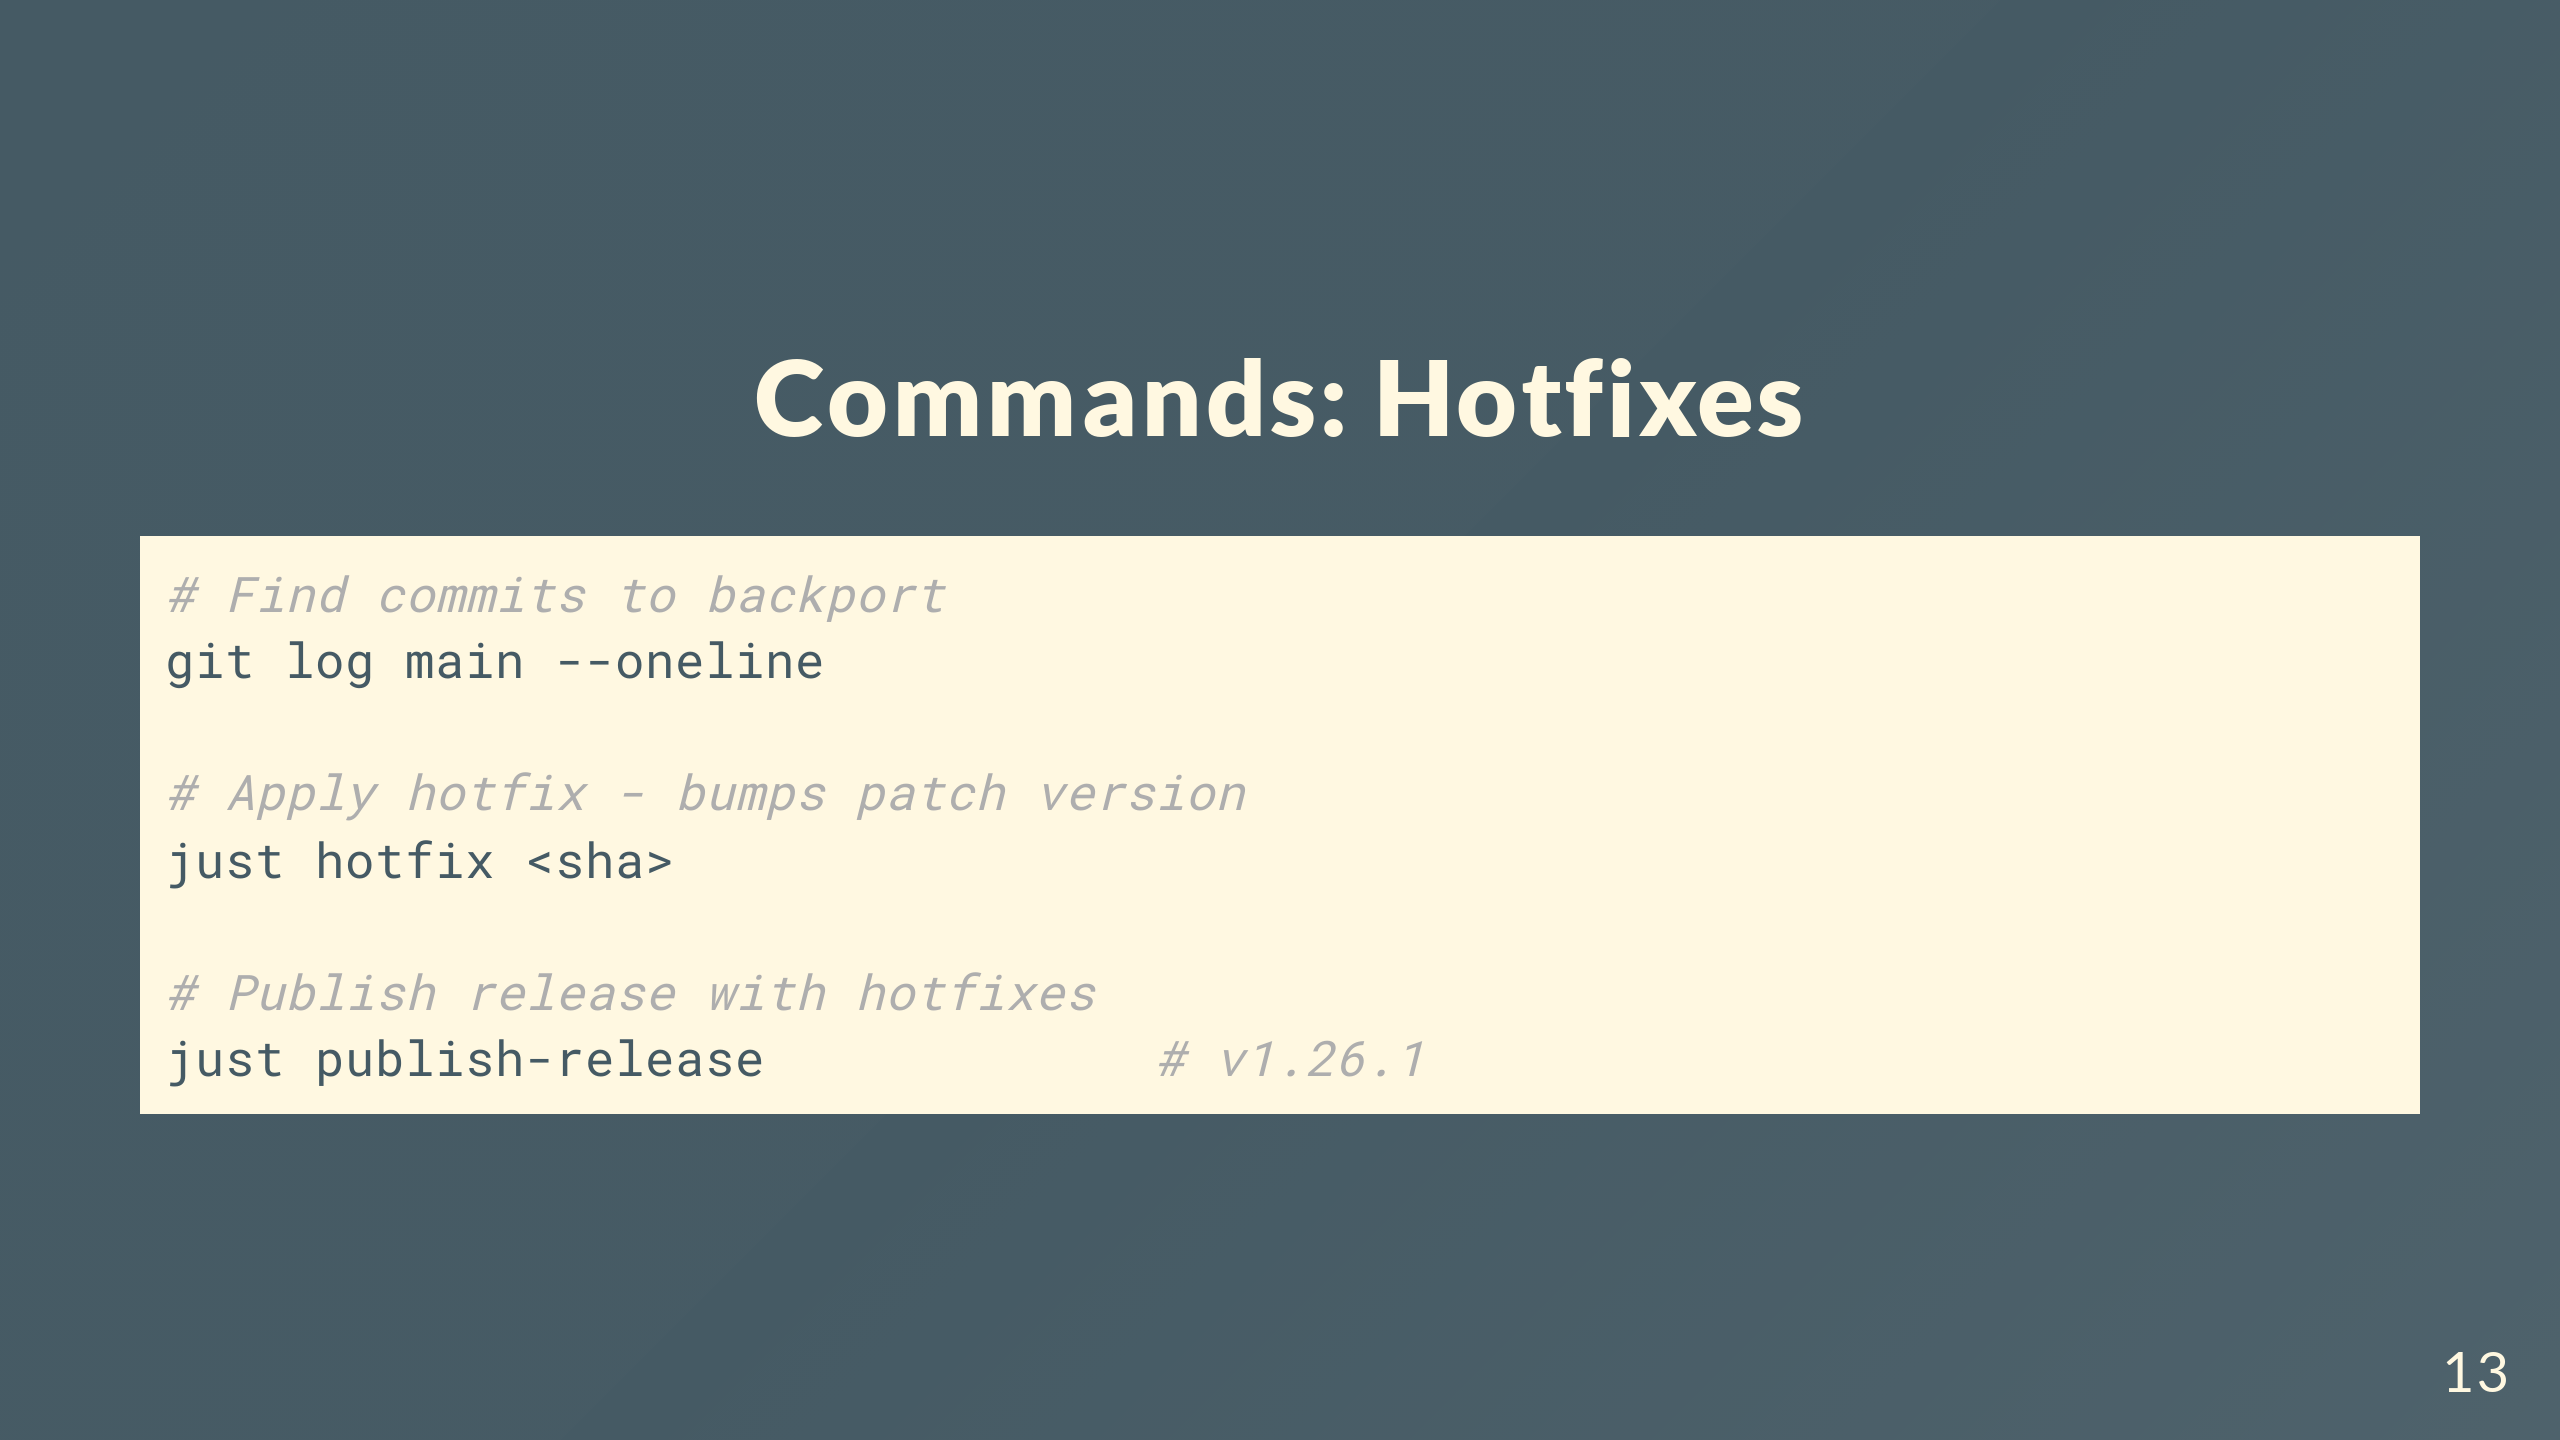 Commands: Hotfixes
# Find commits to backport
git log main --oneline
# Apply hotfix - bumps patch version
just hotfix <sha>
# Publish release with hotfixes
just publish-release # v1.26.1
13